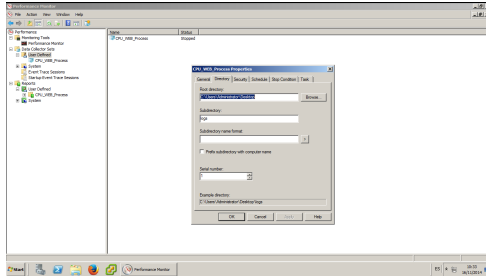 Performance Monitor
File Action View Window Help
Performance
Monitoring Tools
Performance Monitor
Data Collector Sets
User Defined
CPU_WEB_Process
System
Event Trace Sessions
Startup Event Trace Sessions
Reports
User Defined
CPU_WEB_Process
System
Name Status
CPU_WEB_Process Stopped
CPU_WEB_Process Properties
General Directory Security Schedule Stop Condition Task
Root directory:
C:\Users\Administrator\Desktop
Browse...
Subdirectory:
logs
Subdirectory name format:
Prefix subdirectory with computer name
Serial number:
1
Example directory:
C:\Users\Administrator\Desktop\logs
OK Cancel Apply Help
Start
Performance Monitor
ES
16/11/2014